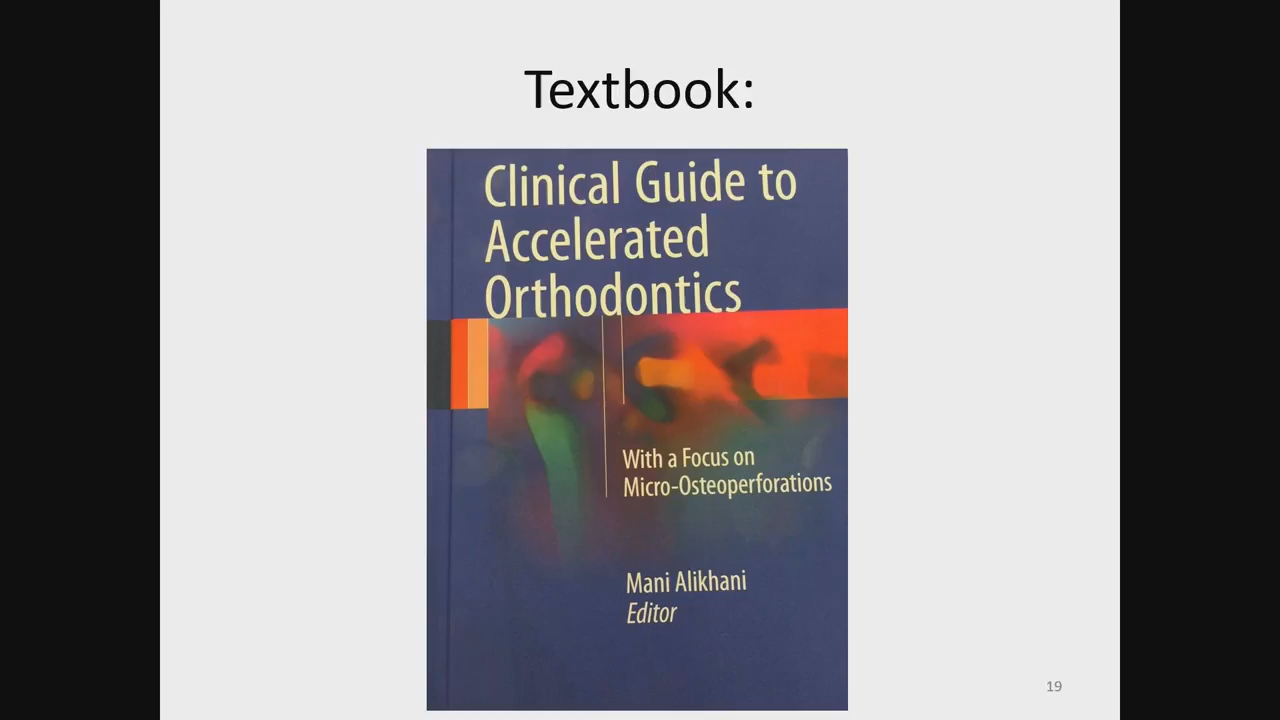 Textbook:
Clinical Guide to
Accelerated
Orthodontics
With a Focus on
Micro-Osteoperforations
Mani Alikhani
Editor
19